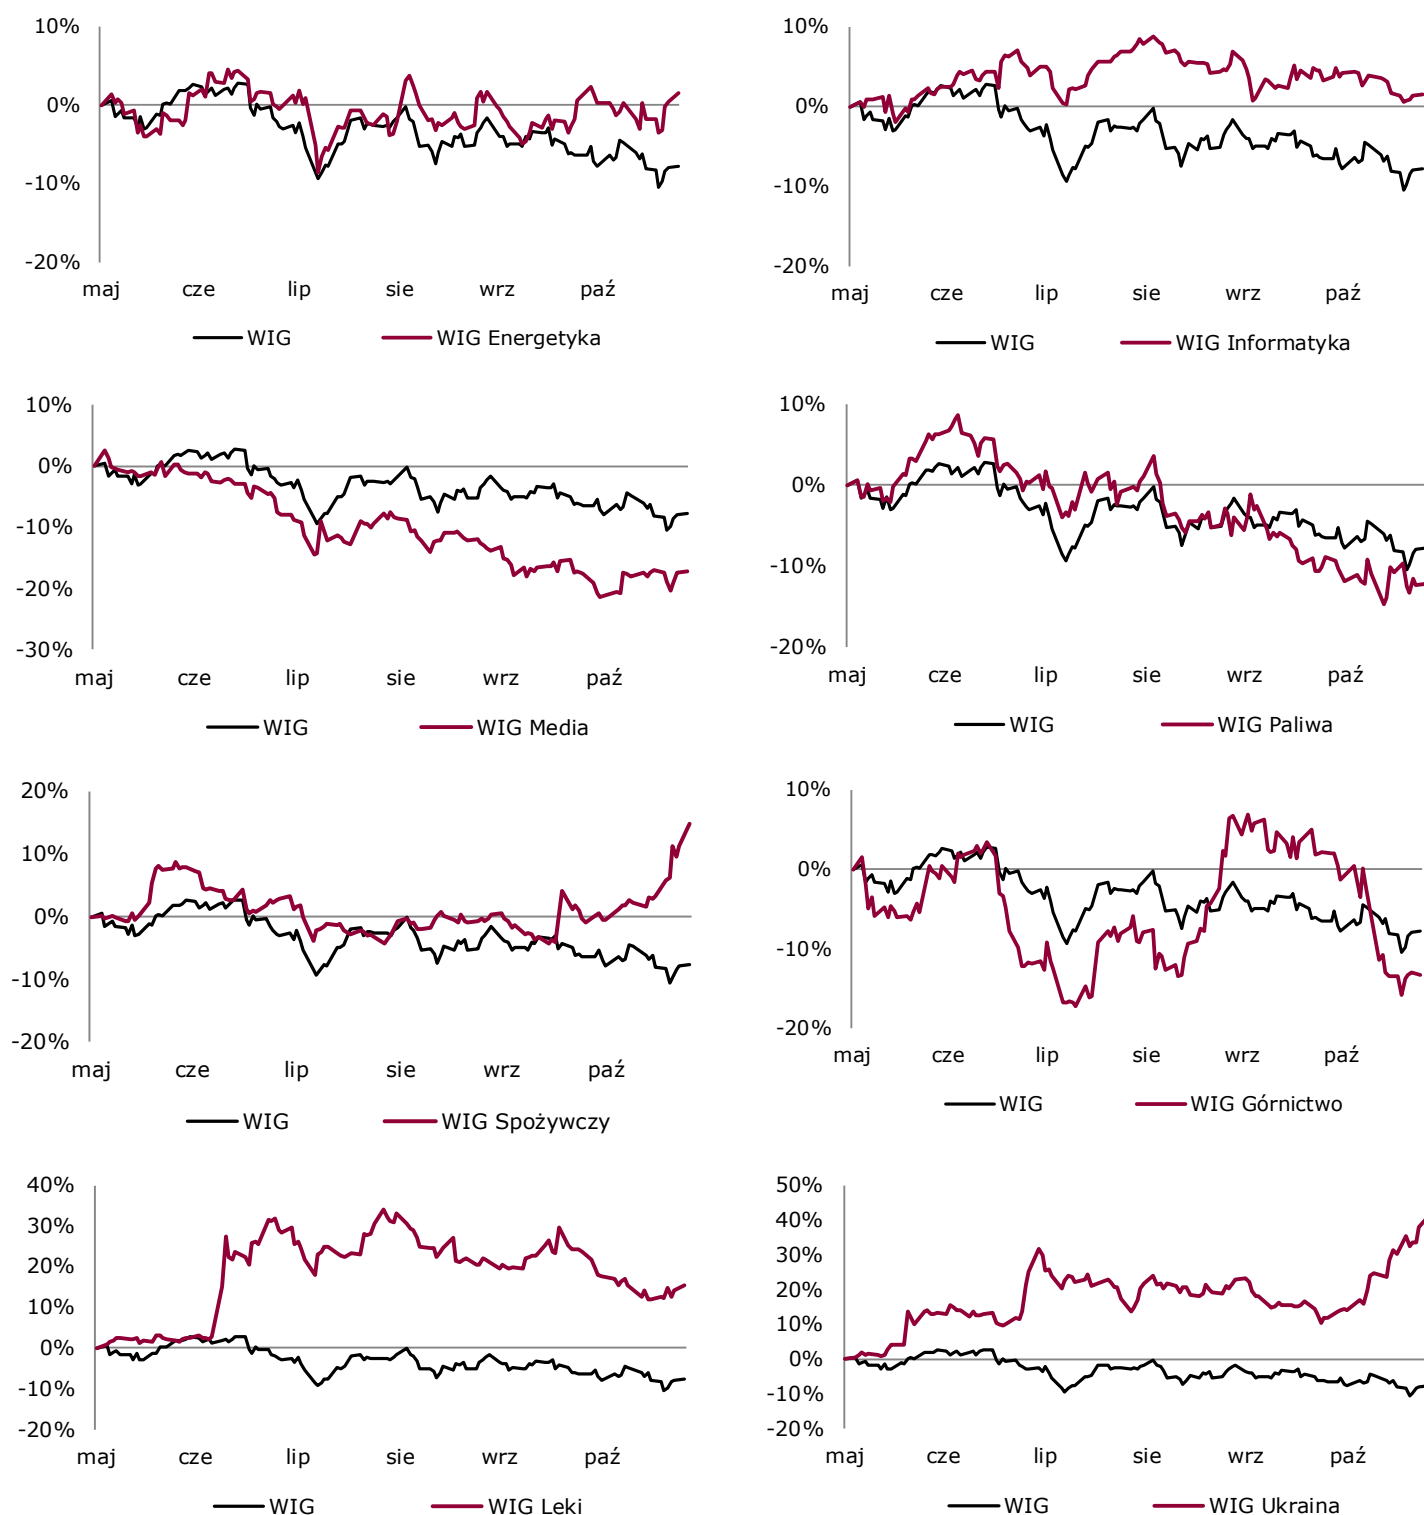 10%
0%
-10%
-20%
maj cze lip sie wrz paź
WIG WIG Energetyka
10%
0%
-10%
-20%
maj cze lip sie wrz paź
WIG WIG Informatyka
10%
0%
-10%
-20%
-30%
maj cze lip sie wrz paź
WIG WIG Media
10%
0%
-10%
-20%
maj cze lip sie wrz paź
WIG WIG Paliwa
20%
10%
0%
-10%
-20%
maj cze lip sie wrz paź
WIG WIG Spożywczy
10%
0%
-10%
-20%
maj cze lip sie wrz paź
WIG WIG Górnictwo
40%
30%
20%
10%
0%
-10%
-20%
maj cze lip sie wrz paź
WIG WIG Leki
50%
40%
30%
20%
10%
0%
-10%
-20%
maj cze lip sie wrz paź
WIG WIG Ukraina